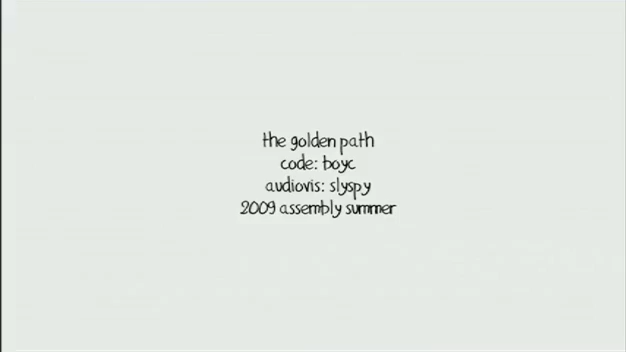 the golden path
code: boyc
audiovis: slyspy
2009 assembly summer